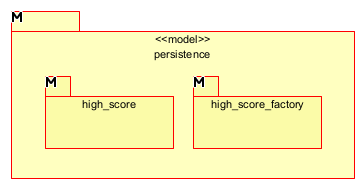 M
<<model>>
persistence
M
high_score
M
high_score_factory